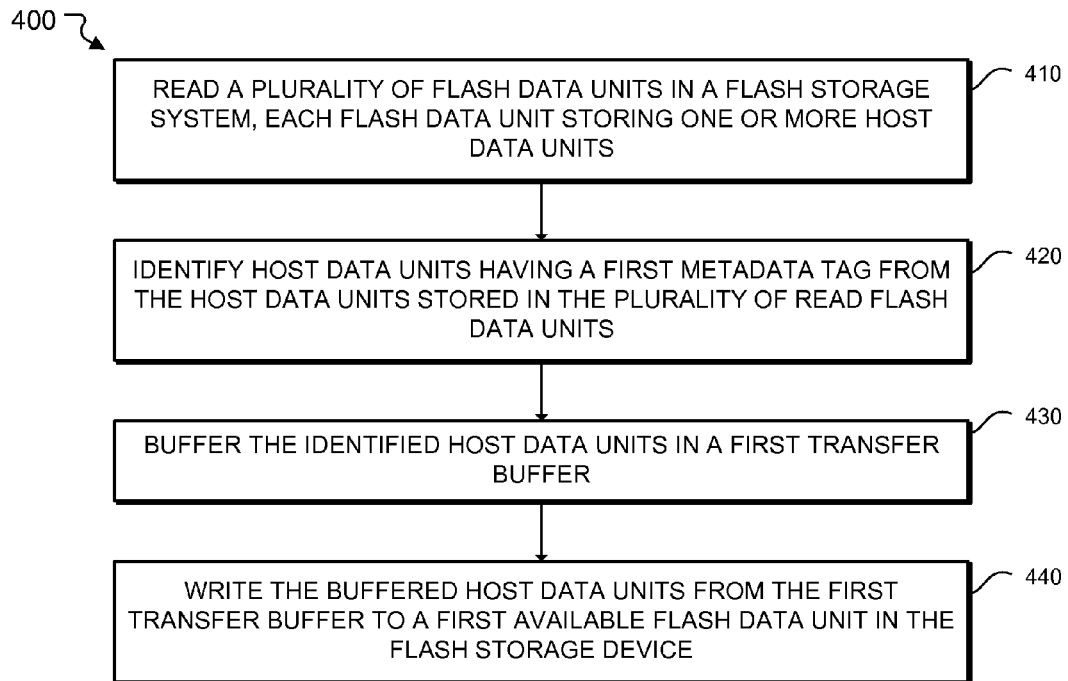 400
READ A PLURALITY OF FLASH DATA UNITS IN A FLASH STORAGE
SYSTEM, EACH FLASH DATA UNIT STORING ONE OR MORE HOST
DATA UNITS
410
IDENTIFY HOST DATA UNITS HAVING A FIRST METADATA TAG FROM
THE HOST DATA UNITS STORED IN THE PLURALITY OF READ FLASH
DATA UNITS
420
BUFFER THE IDENTIFIED HOST DATA UNITS IN A FIRST TRANSFER
BUFFER
430
WRITE THE BUFFERED HOST DATA UNITS FROM THE FIRST
TRANSFER BUFFER TO A FIRST AVAILABLE FLASH DATA UNIT IN THE
FLASH STORAGE DEVICE
440